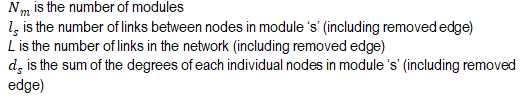 N_m is the number of modules
l_s is the number of links between nodes in module ‘s’ (including removed edge)
L is the number of links in the network (including removed edge)
d_s is the sum of the degrees of each individual nodes in module ‘s’ (including removed
edge)